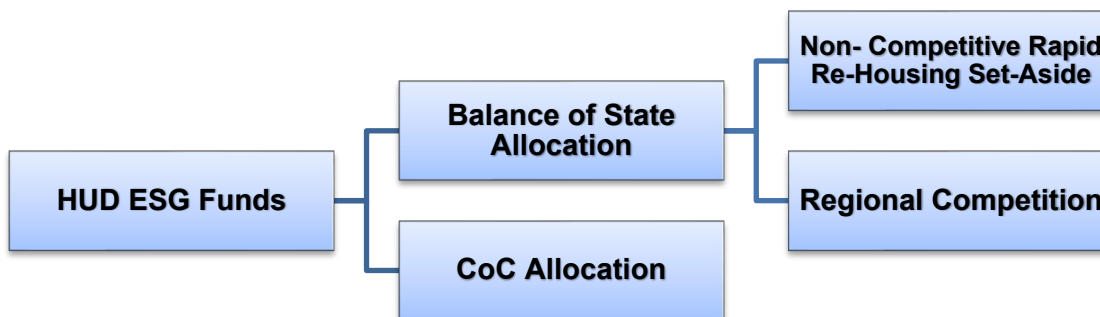 Non- Competitive Rapid
Re-Housing Set-Aside
Balance of State
Allocation
HUD ESG Funds
Regional Competition
CoC Allocation